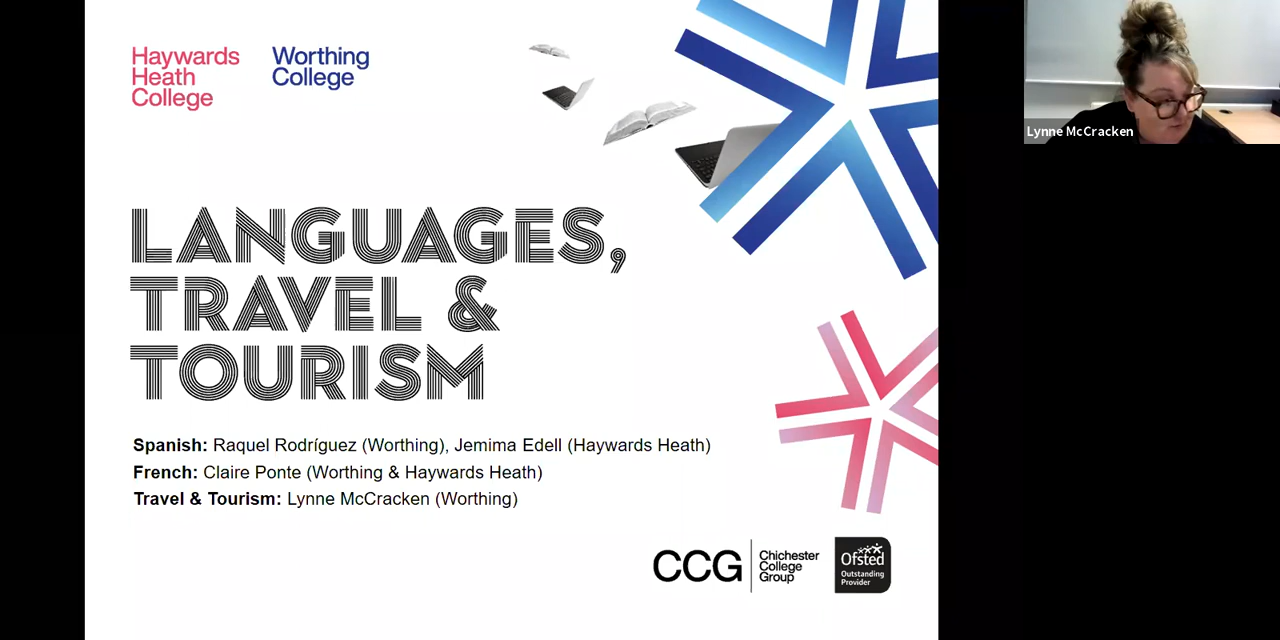 Haywards
Heath
College
Worthing
College
LANGUAGES,
TRAVEL &
TOURISM
Spanish: Raquel Rodríguez (Worthing), Jemima Edell (Haywards Heath)
French: Claire Ponte (Worthing & Haywards Heath)
Travel & Tourism: Lynne McCracken (Worthing)
CCG
Chichester
College
Group
Ofsted
Outstanding
Provider
Lynne McCracken